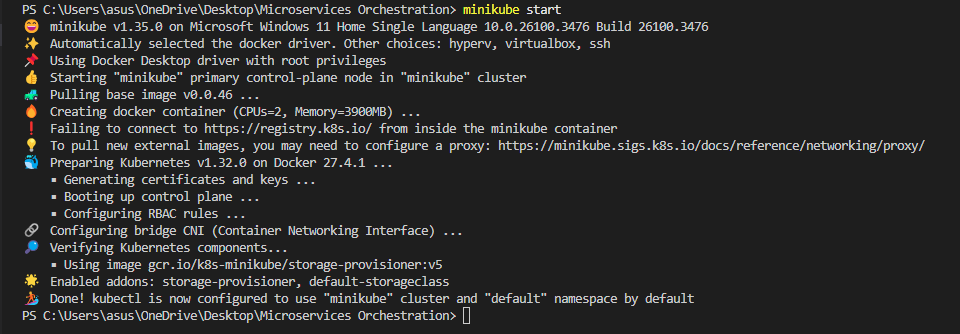 PS C:\Users\asus\OneDrive\Desktop\Microservices Orchestration> minikube start
😄 minikube v1.35.0 on Microsoft Windows 11 Home Single Language 10.0.26100.3476 Build 26100.3476
✨ Automatically selected the docker driver. Other choices: hyperv, virtualbox, ssh
📌 Using Docker Desktop driver with root privileges
👍 Starting "minikube" primary control-plane node in "minikube" cluster
🚜 Pulling base image v0.0.46 ...
🔥 Creating docker container (CPUs=2, Memory=3900MB) ...
❗ Failing to connect to https://registry.k8s.io/ from inside the minikube container
💡 To pull new external images, you may need to configure a proxy: https://minikube.sigs.k8s.io/docs/reference/networking/proxy/
🐳 Preparing Kubernetes v1.32.0 on Docker 27.4.1 ...
▪ Generating certificates and keys ...
▪ Booting up control plane ...
▪ Configuring RBAC rules ...
🔗 Configuring bridge CNI (Container Networking Interface) ...
🔎 Verifying Kubernetes components...
▪ Using image gcr.io/k8s-minikube/storage-provisioner:v5
🌟 Enabled addons: storage-provisioner, default-storageclass
🏄 Done! kubectl is now configured to use "minikube" cluster and "default" namespace by default
PS C:\Users\asus\OneDrive\Desktop\Microservices Orchestration>